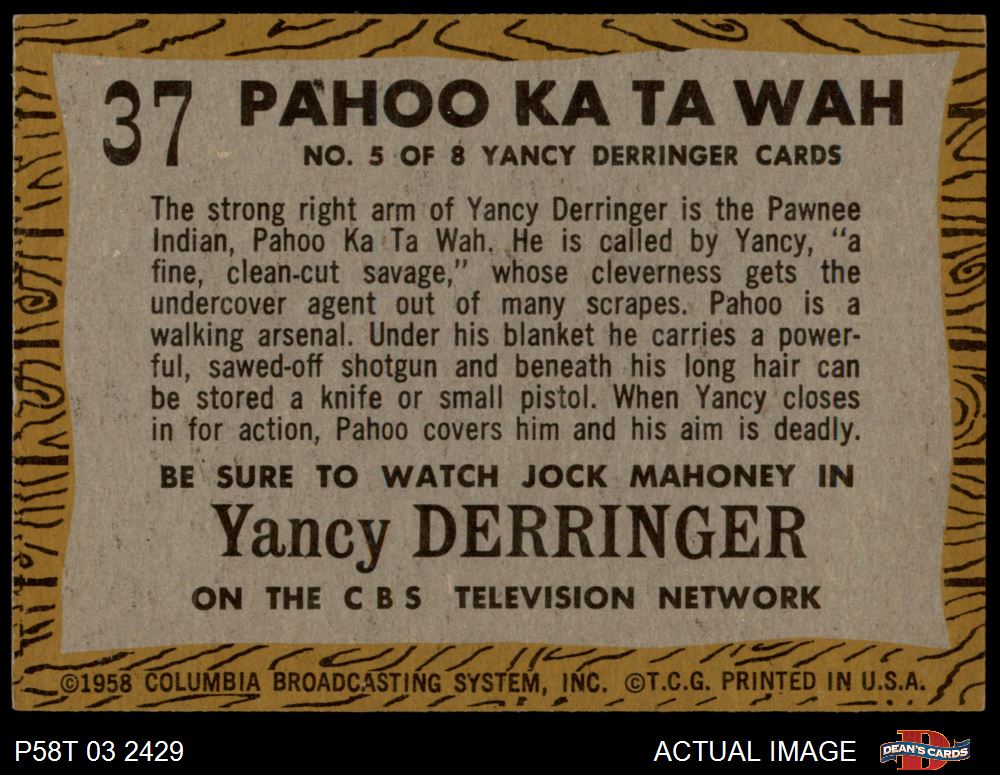 37 PAHOO KA TA WAH
NO. 5 OF 8 YANCY DERRINGER CARDS
The strong right arm of Yancy Derringer is the Pawnee
Indian, Pahoo Ka Ta Wah. He is called by Yancy, “a
fine, clean-cut savage,” whose cleverness gets the
undercover agent out of many scrapes. Pahoo is a
walking arsenal. Under his blanket he carries a power-
ful, sawed-off shotgun and beneath his long hair can
be stored a knife or small pistol. When Yancy closes
in for action, Pahoo covers him and his aim is deadly.
BE SURE TO WATCH JOCK MAHONEY IN
Yancy DERRINGER
ON THE CBS TELEVISION NETWORK
©1958 COLUMBIA BROADCASTING SYSTEM, INC. ©T.C.G. PRINTED IN U.S.A.
P58T 03 2429
ACTUAL IMAGE
D
DEAN'S CARDS